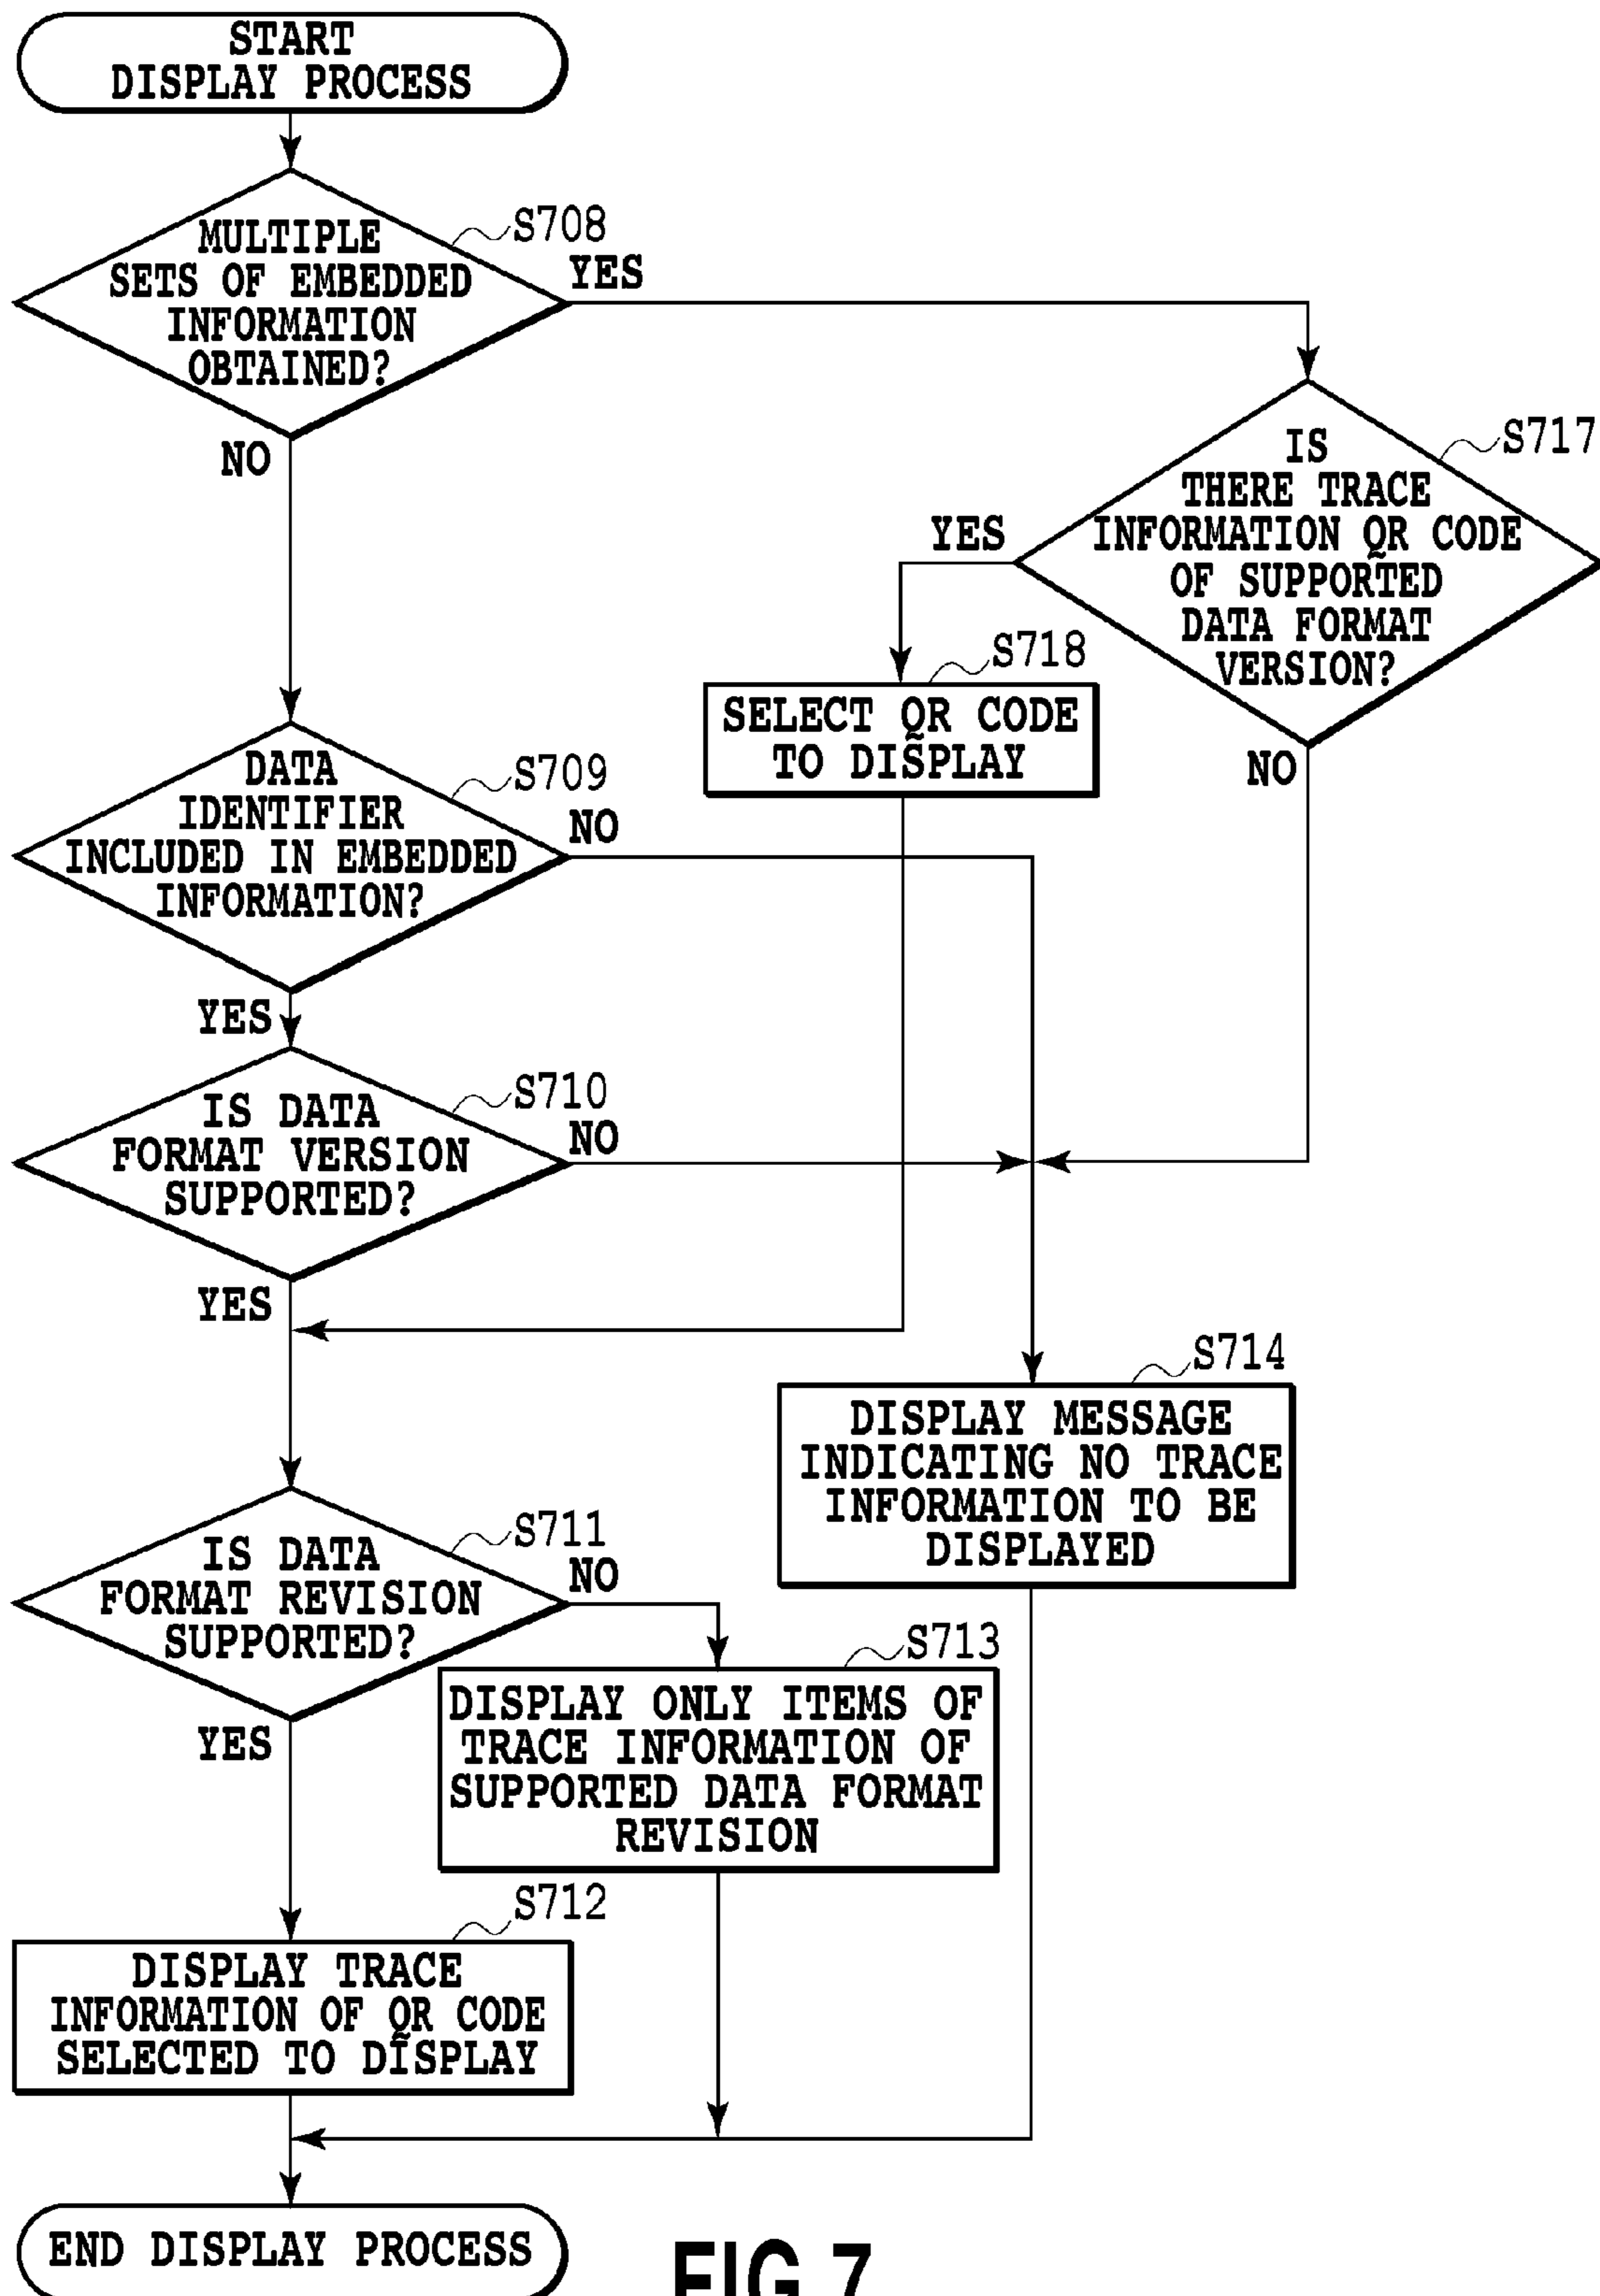 START
DISPLAY PROCESS
S708
MULTIPLE
SETS OF EMBEDDED
INFORMATION
OBTAINED?
YES
NO
S717
IS
THERE TRACE
INFORMATION QR CODE
OF SUPPORTED
DATA FORMAT
VERSION?
YES
NO
S718
SELECT QR CODE
TO DISPLAY
S709
DATA
IDENTIFIER
INCLUDED IN EMBEDDED
INFORMATION?
NO
YES
S710
IS DATA
FORMAT VERSION
SUPPORTED?
NO
YES
S714
DISPLAY MESSAGE
INDICATING NO TRACE
INFORMATION TO BE
DISPLAYED
S711
IS DATA
FORMAT REVISION
SUPPORTED?
NO
YES
S713
DISPLAY ONLY ITEMS OF
TRACE INFORMATION OF
SUPPORTED DATA FORMAT
REVISION
S712
DISPLAY TRACE
INFORMATION OF QR CODE
SELECTED TO DISPLAY
END DISPLAY PROCESS
FIG.7